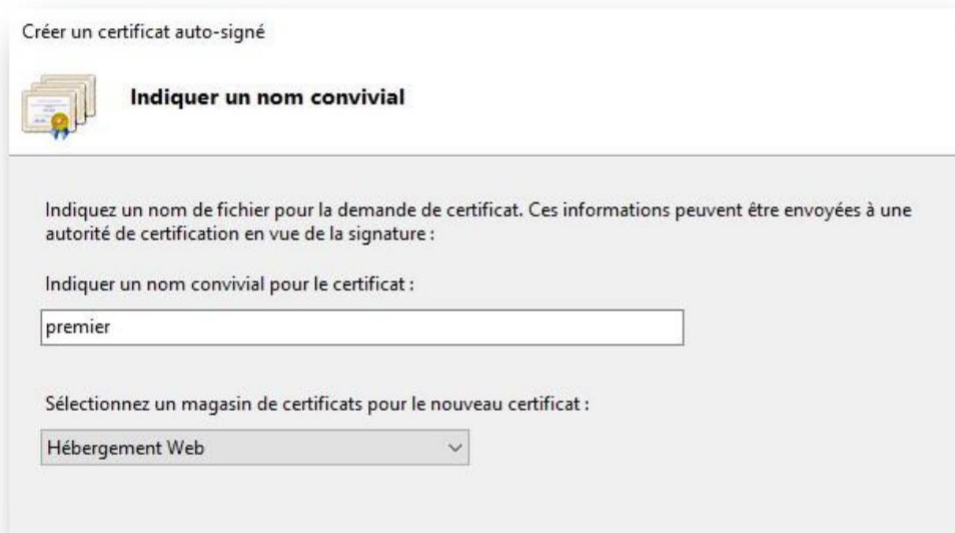 Créer un certificat auto-signé
Indiquer un nom convivial
Indiquez un nom de fichier pour la demande de certificat. Ces informations peuvent être envoyées à une
autorité de certification en vue de la signature :
Indiquer un nom convivial pour le certificat :
premier
Sélectionnez un magasin de certificats pour le nouveau certificat :
Hébergement Web